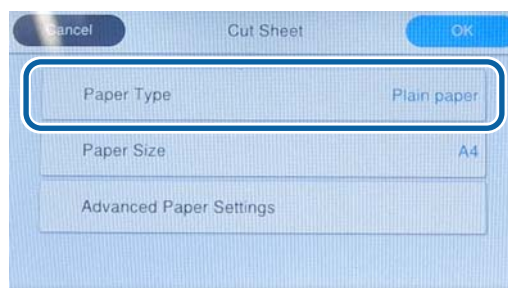 Cancel Cut Sheet OK
Paper Type Plain paper
Paper Size A4
Advanced Paper Settings